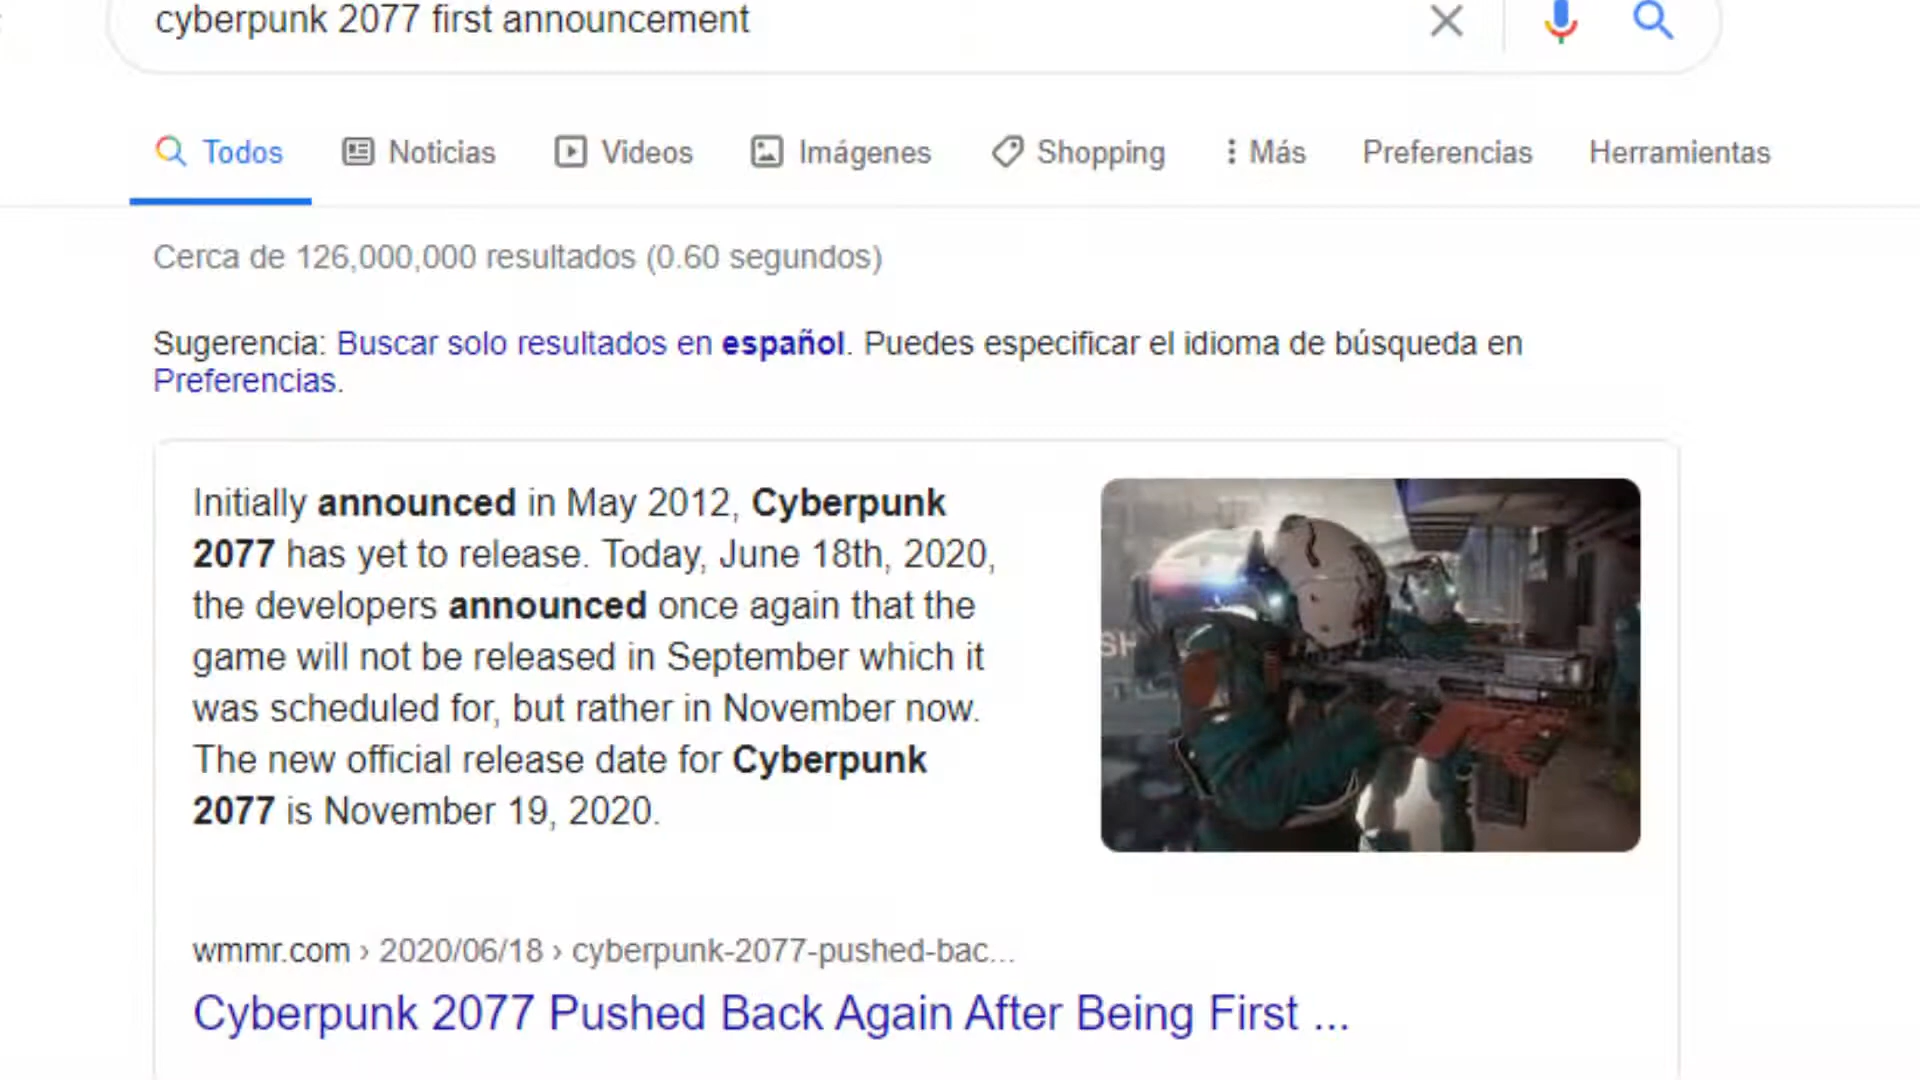 cyberpunk 2077 first announcement
Todos Noticias Videos Imágenes Shopping Más Preferencias Herramientas
Cerca de 126,000,000 resultados (0.60 segundos)
Sugerencia: Buscar solo resultados en español. Puedes especificar el idioma de búsqueda en
Preferencias.
Initially announced in May 2012, Cyberpunk
2077 has yet to release. Today, June 18th, 2020,
the developers announced once again that the
game will not be released in September which it
was scheduled for, but rather in November now.
The new official release date for Cyberpunk
2077 is November 19, 2020.
SH
wmmr.com › 2020/06/18 › cyberpunk-2077-pushed-bac...
Cyberpunk 2077 Pushed Back Again After Being First ...